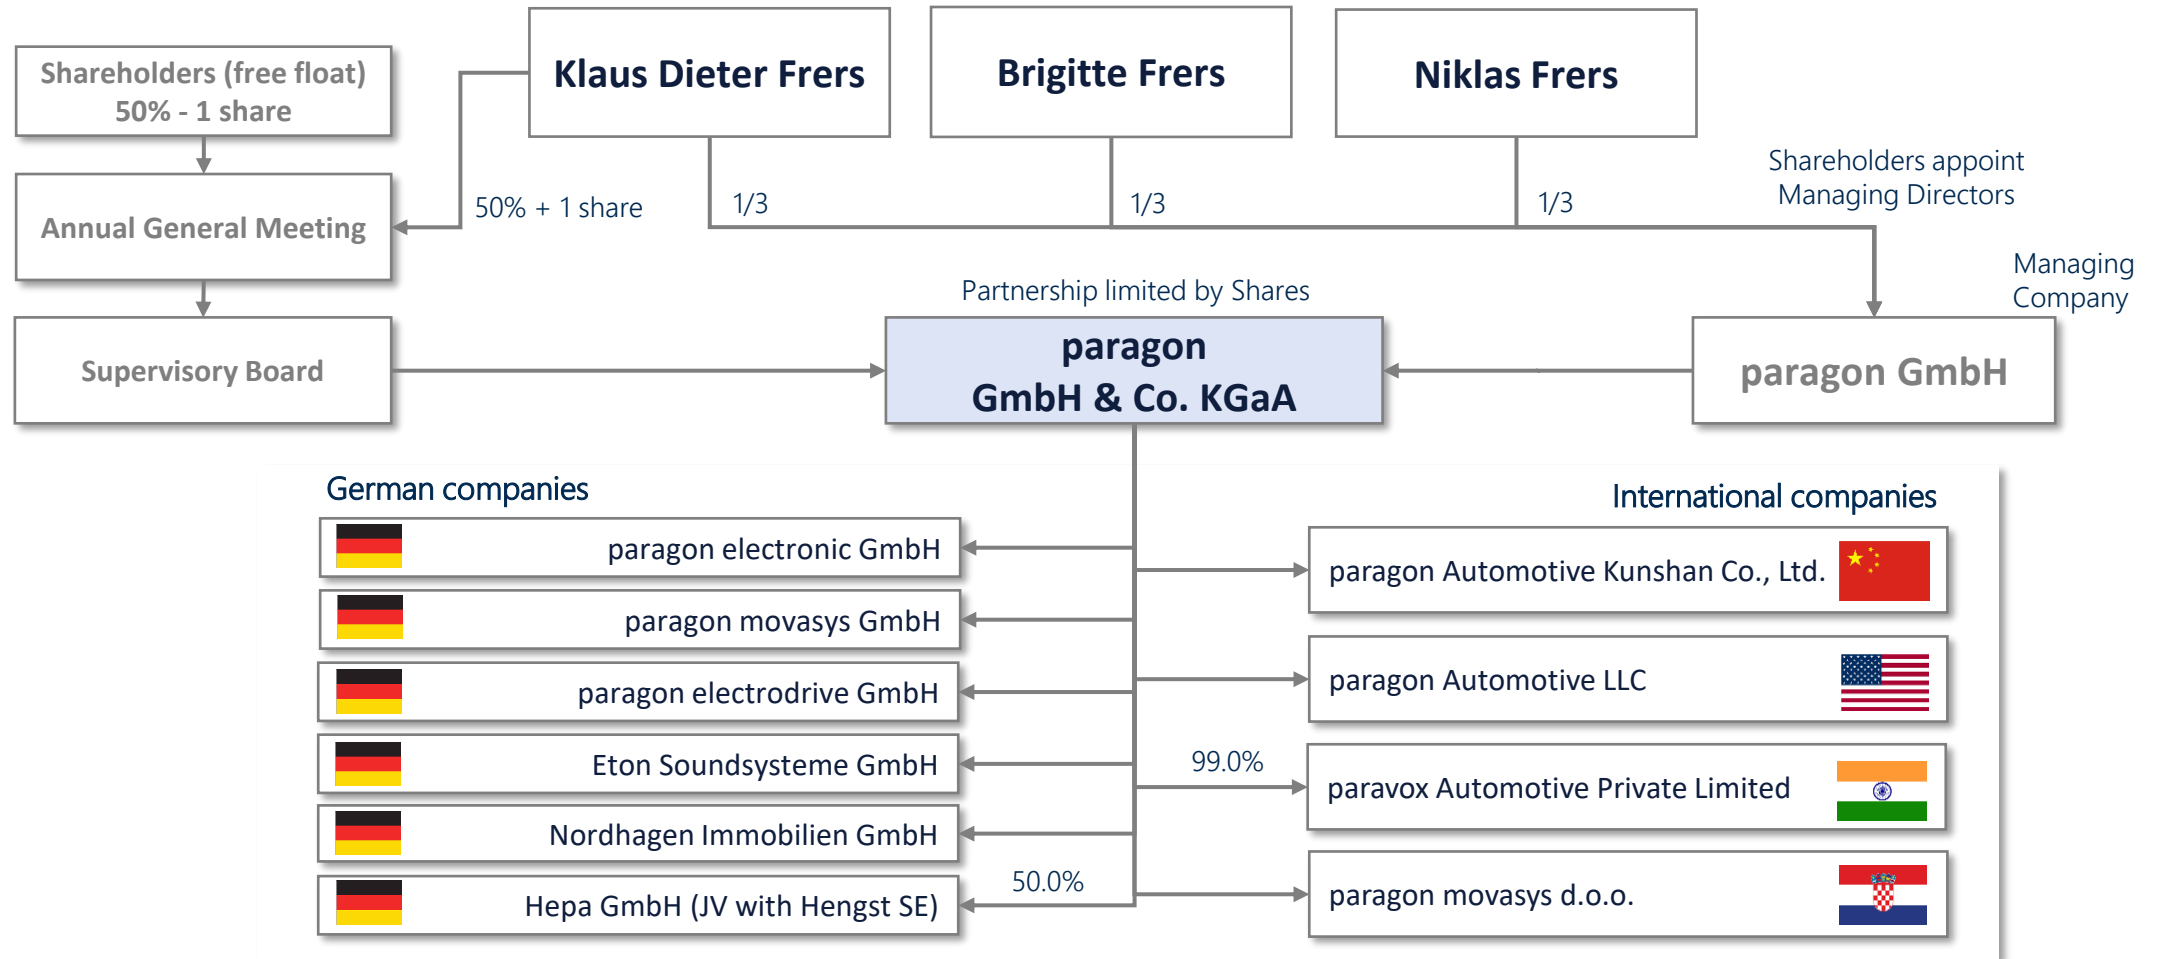 Shareholders (free float)
50% - 1 share
Klaus Dieter Frers
Brigitte Frers
Niklas Frers
Annual General Meeting
50% + 1 share
1/3
1/3
1/3
Shareholders appoint
Managing Directors
Managing
Company
Supervisory Board
Partnership limited by Shares
paragon
GmbH & Co. KGaA
paragon GmbH
German companies
paragon electronic GmbH
paragon movasys GmbH
paragon electrodrive GmbH
Eton Soundsysteme GmbH
Nordhagen Immobilien GmbH
50.0%
Hepa GmbH (JV with Hengst SE)
International companies
paragon Automotive Kunshan Co., Ltd.
paragon Automotive LLC
99.0%
paravox Automotive Private Limited
paragon movasys d.o.o.